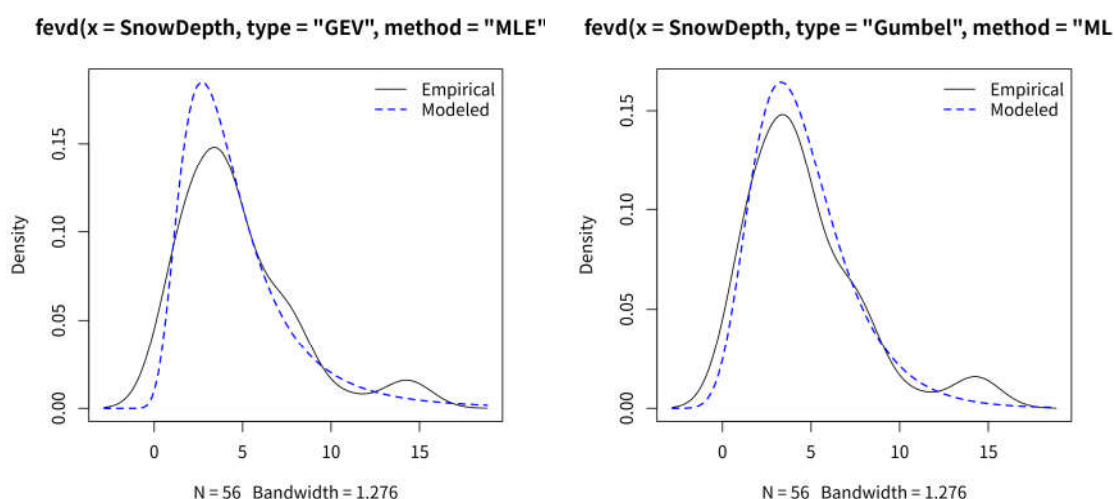 fevd(x = SnowDepth, type = "GEV", method = "MLE"
Empirical
Modeled
Density
0.15
0.10
0.05
0.00
0 5 10 15
N = 56 Bandwidth = 1.276
fevd(x = SnowDepth, type = "Gumbel", method = "ML
Empirical
Modeled
Density
0.15
0.10
0.05
0.00
0 5 10 15
N = 56 Bandwidth = 1.276